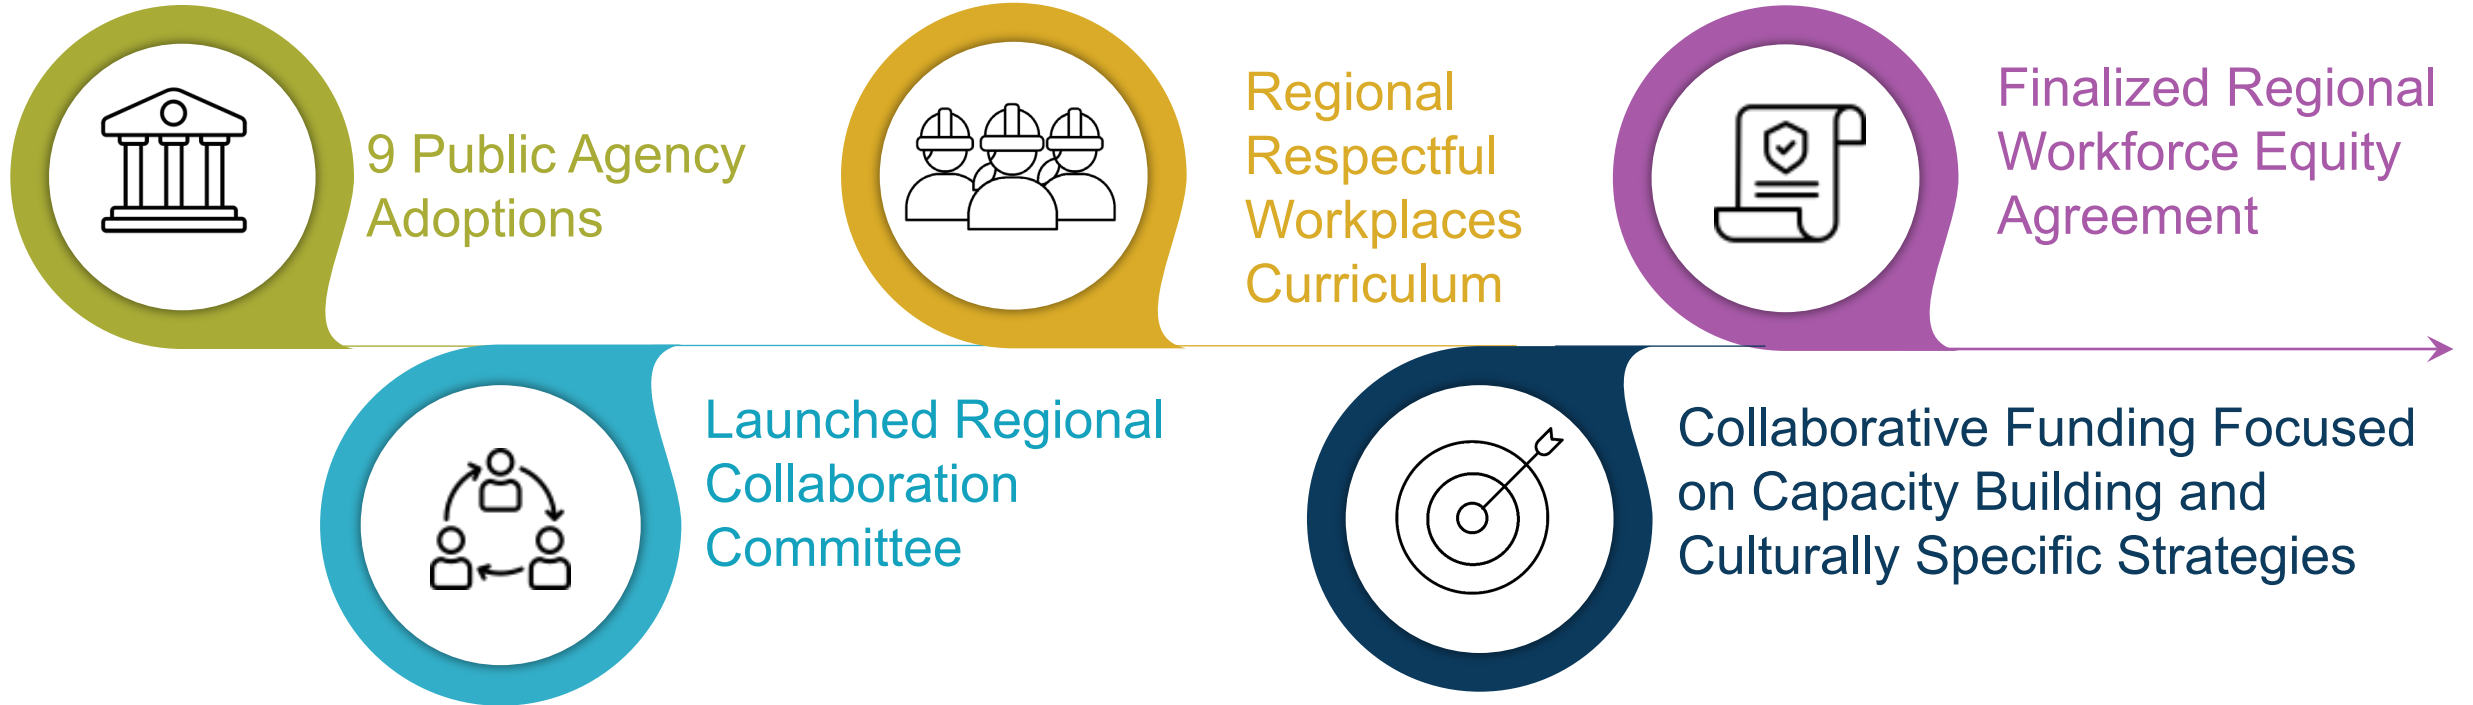 9 Public Agency
Adoptions
Launched Regional
Collaboration
Committee
Regional
Respectful
Workplaces
Curriculum
Collaborative Funding Focused
on Capacity Building and
Culturally Specific Strategies
Finalized Regional
Workforce Equity
Agreement